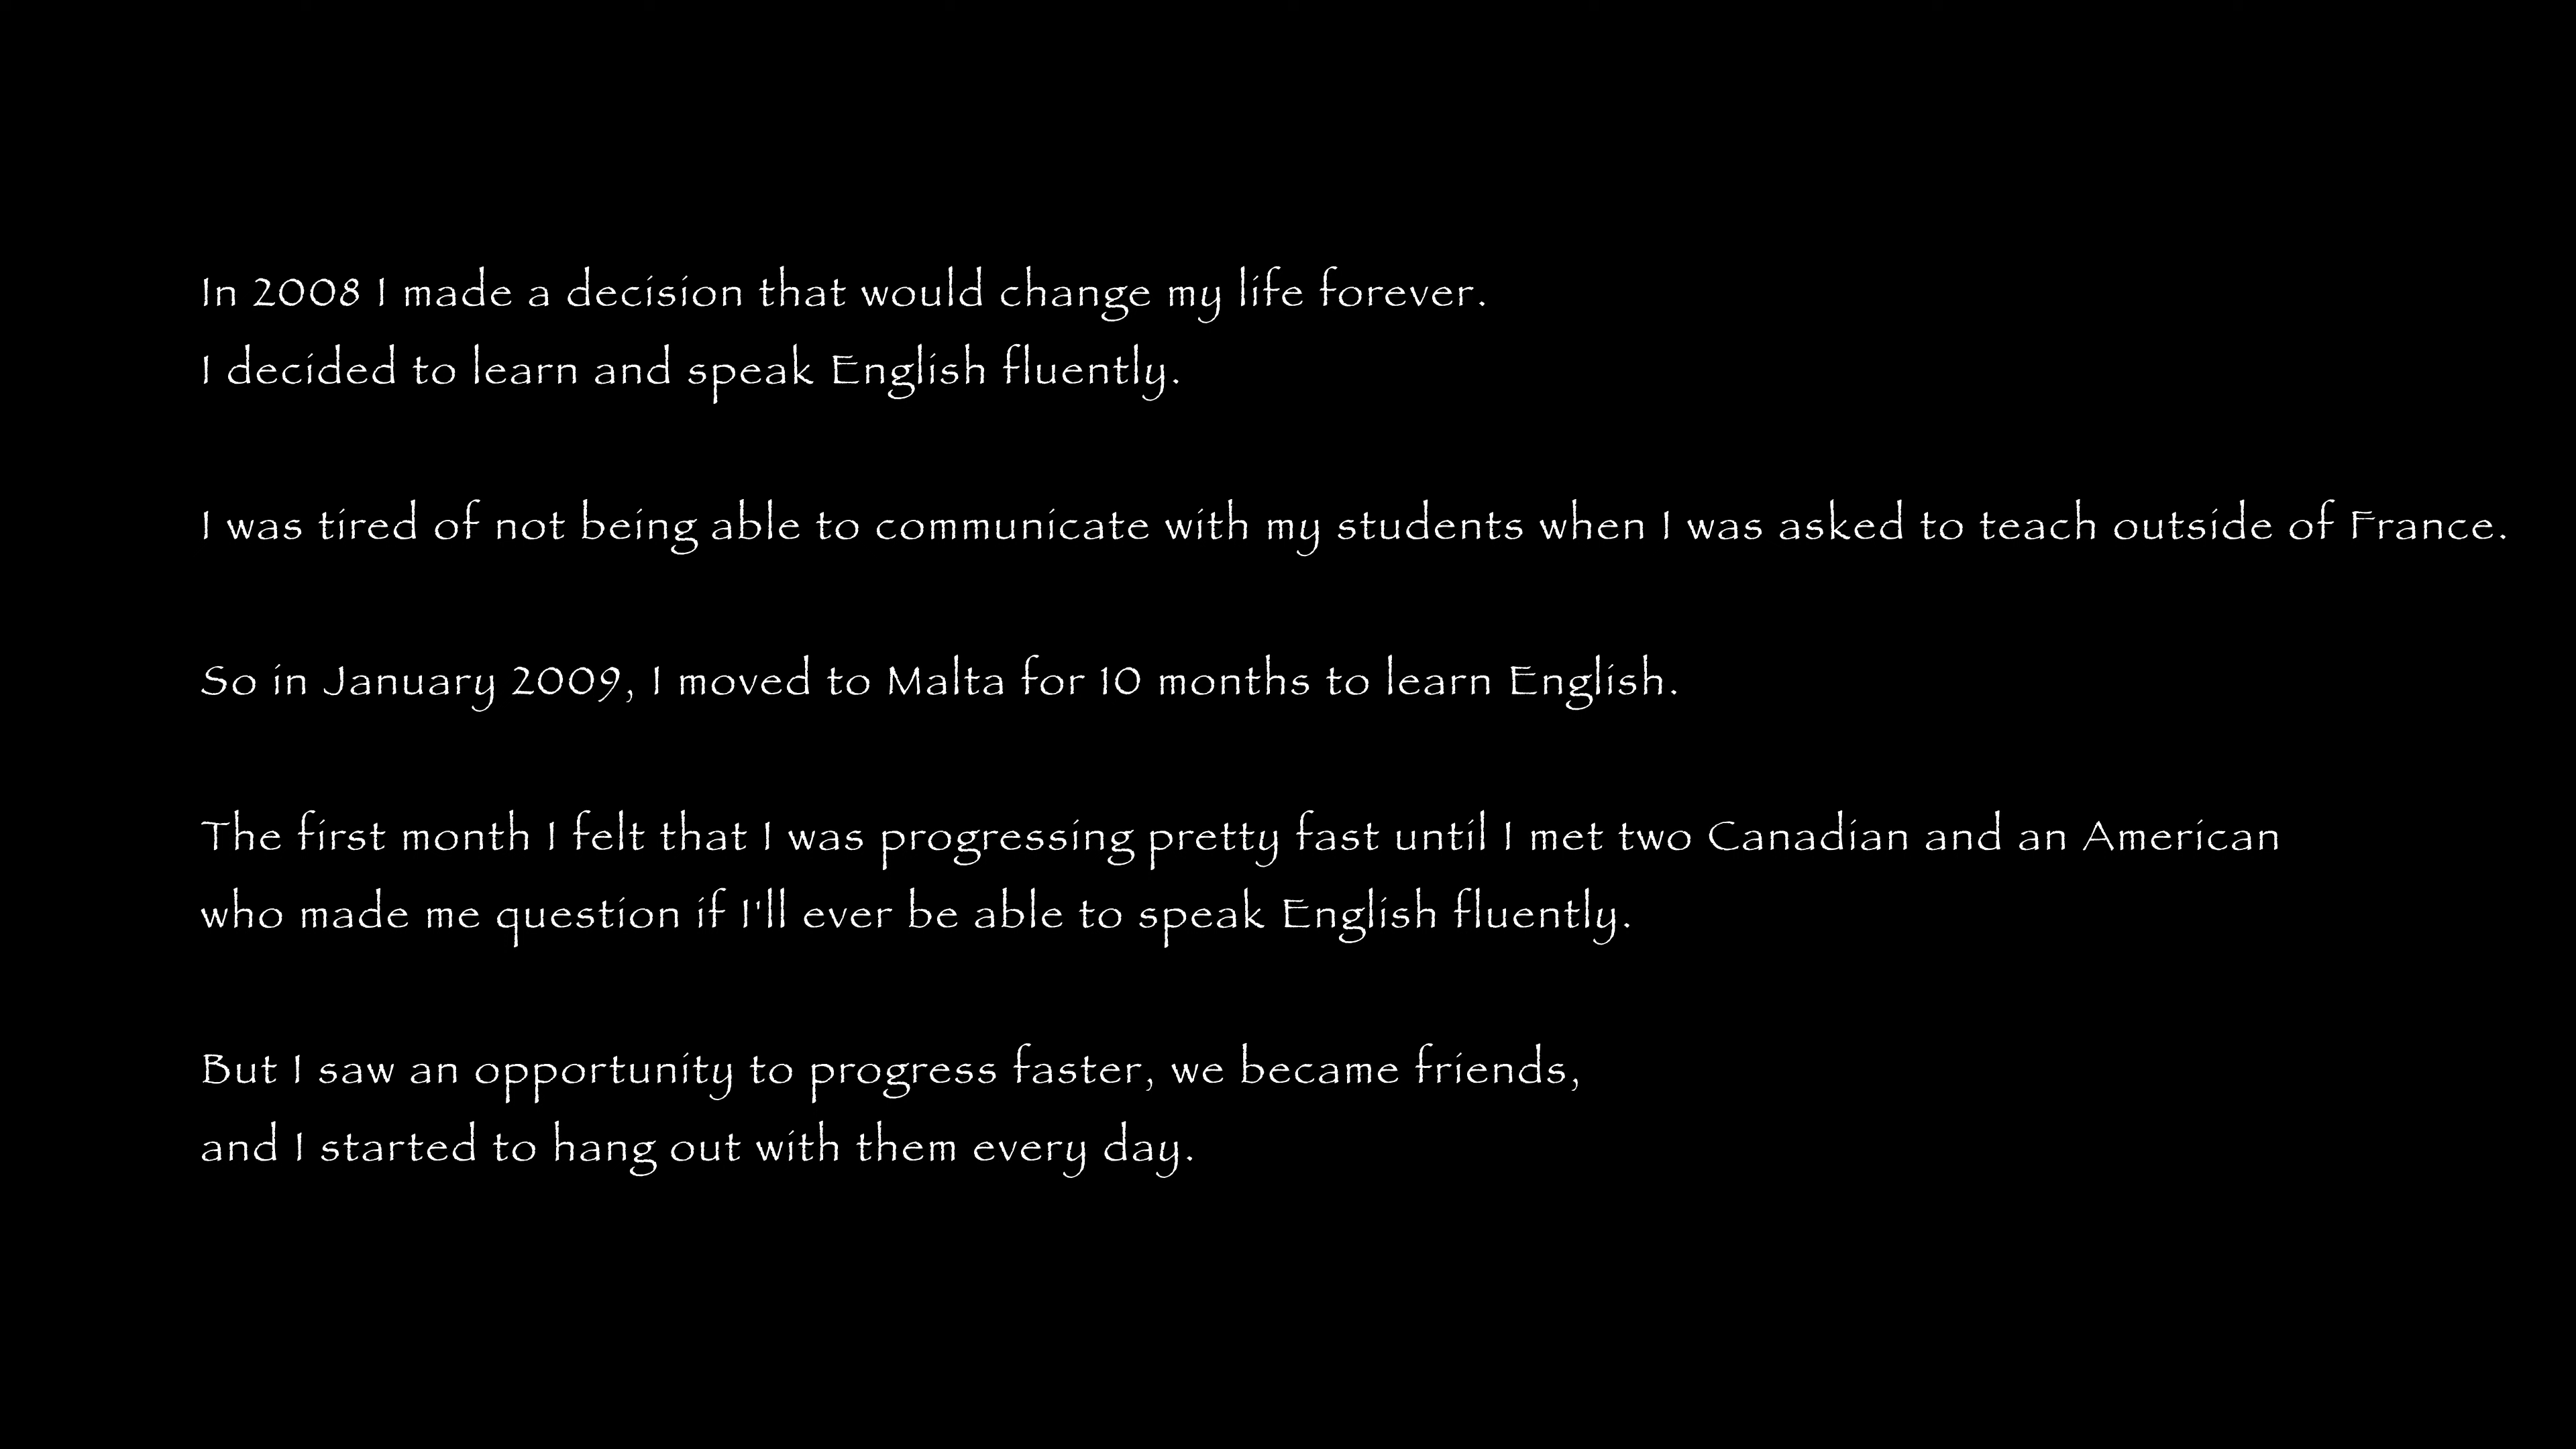 In 2008 I made a decision that would change my life forever.
I decided to learn and speak English fluently.
I was tired of not being able to communicate with my students when I was asked to teach outside of France.
So in January 2009, I moved to Malta for 10 months to learn English.
The first month I felt that I was progressing pretty fast until I met two Canadian and an American
who made me question if I'll ever be able to speak English fluently.
But I saw an opportunity to progress faster, we became friends,
and I started to hang out with them every day.